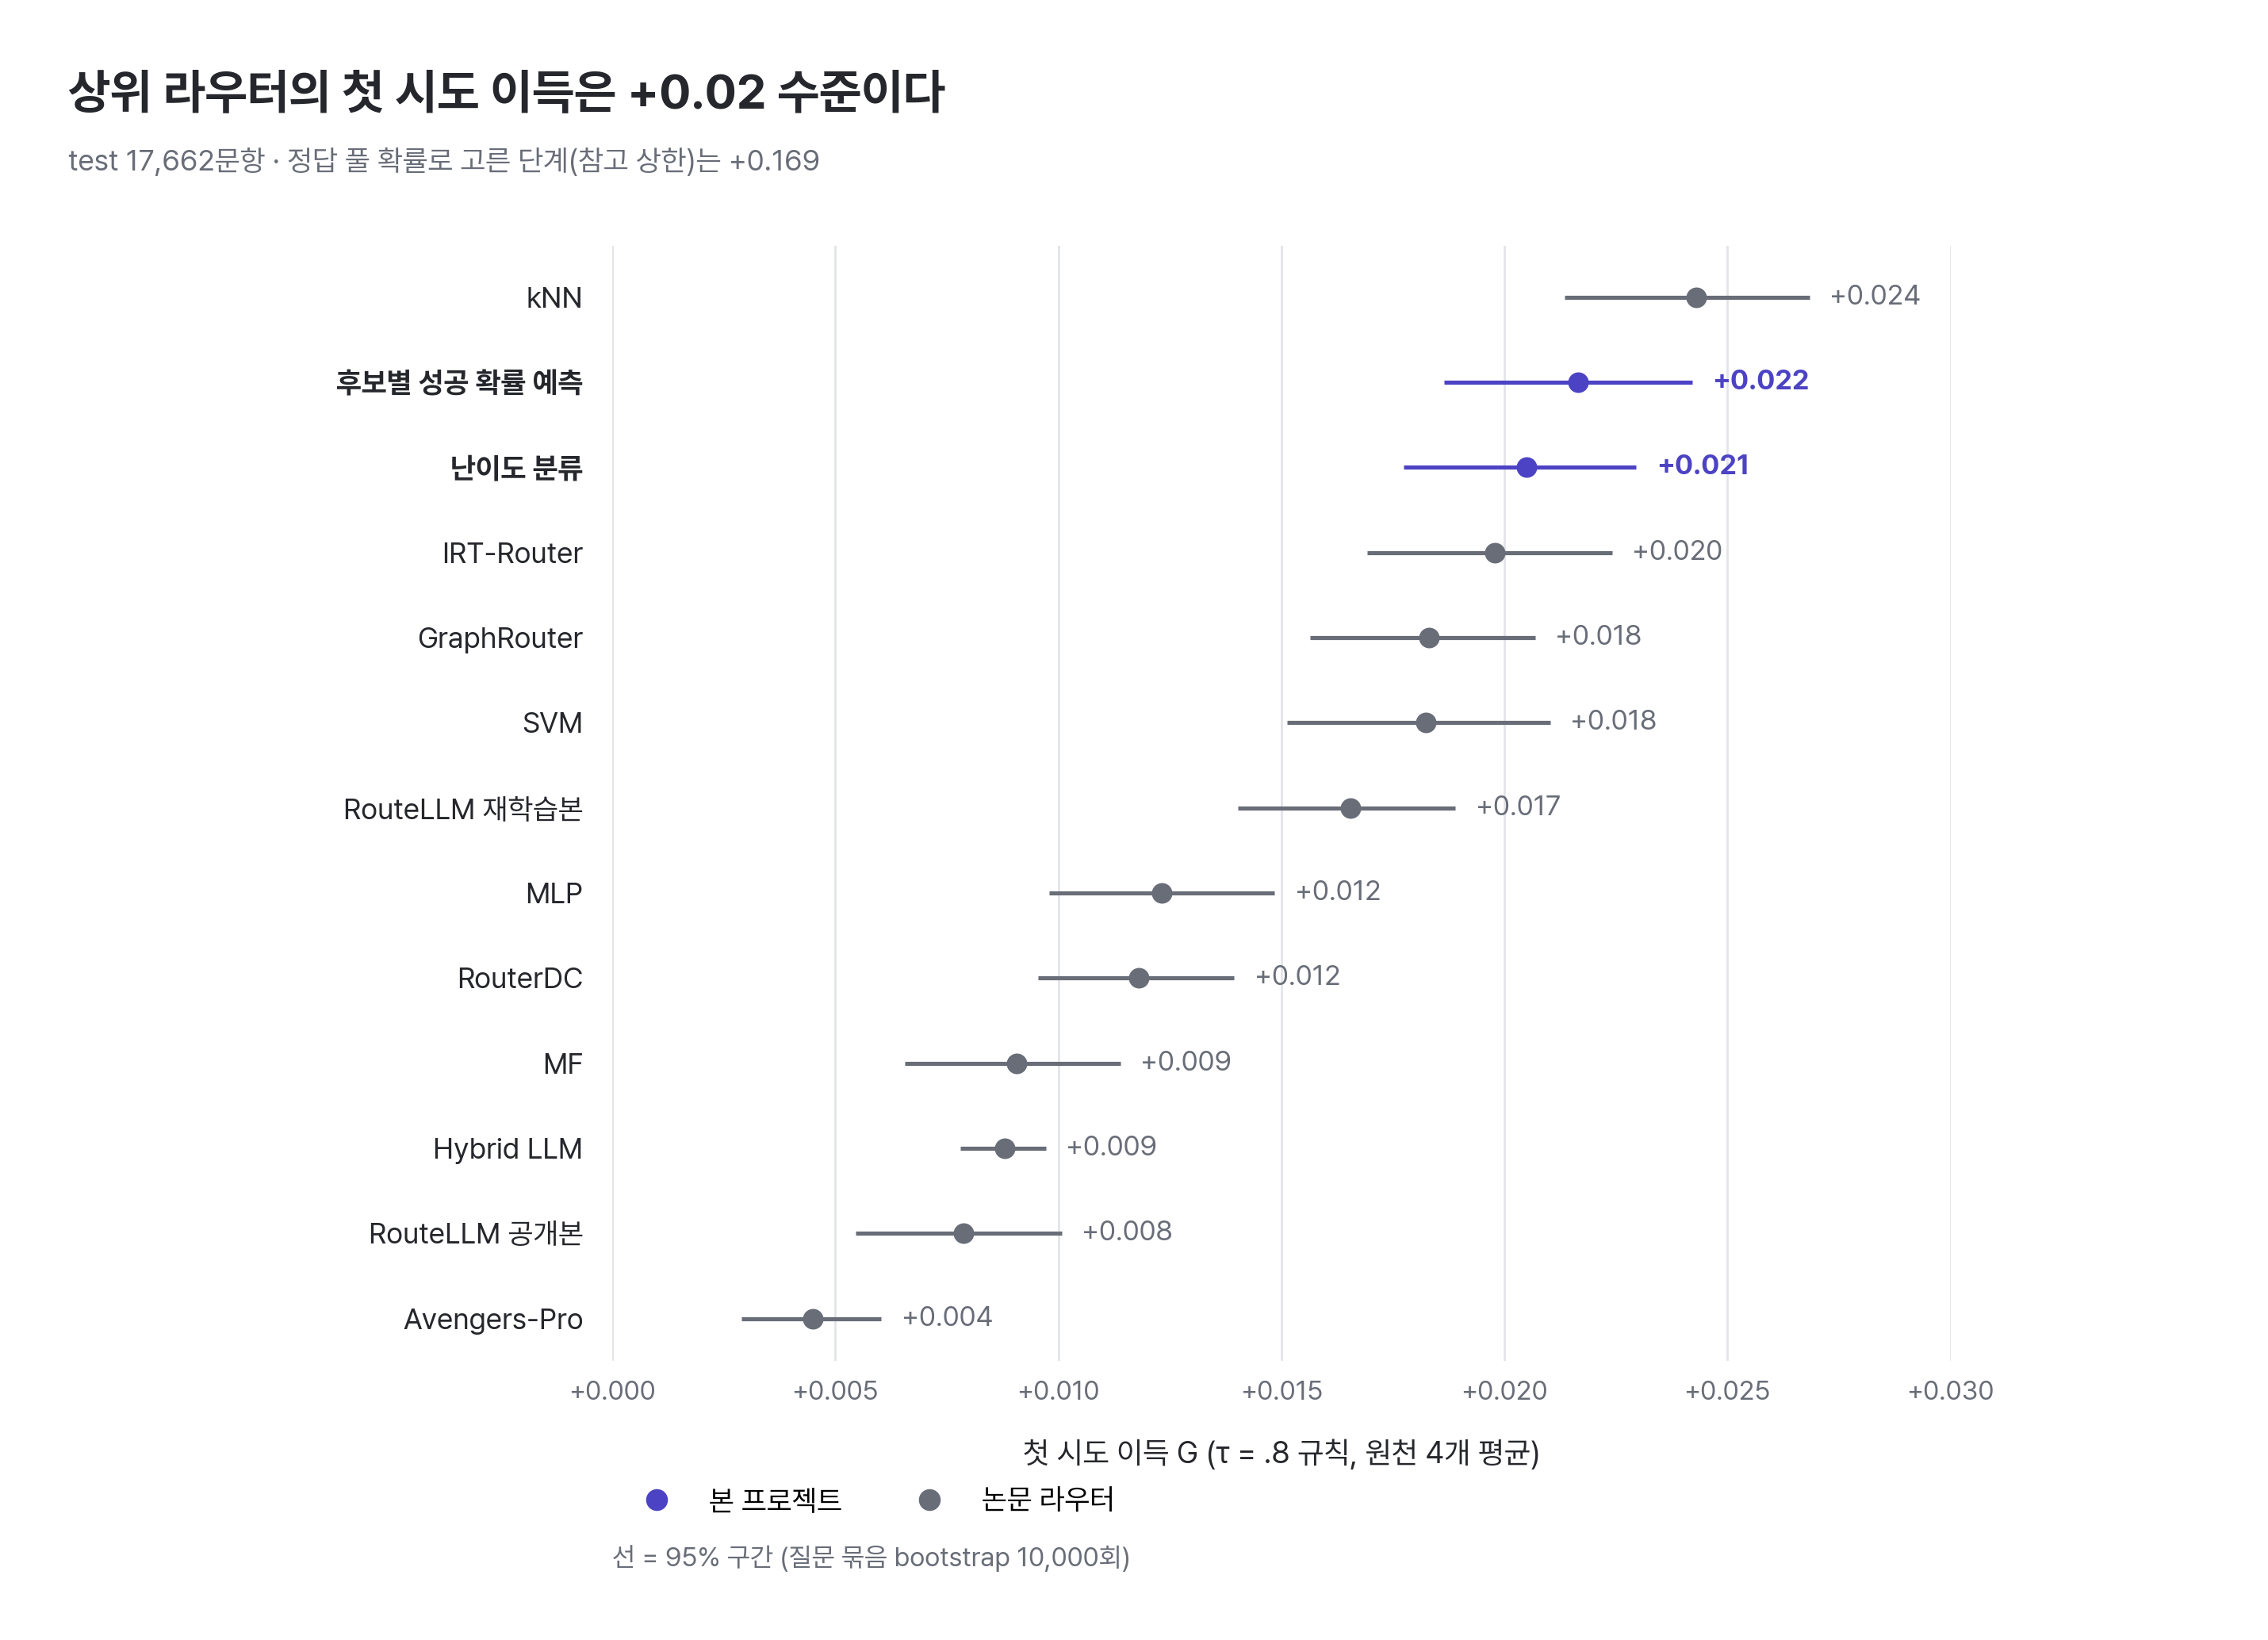 상위 라우터의 첫 시도 이득은 +0.02 수준이다
test 17,662문항 · 정답 풀 확률로 고른 단계(참고 상한)는 +0.169
kNN +0.024
후보별 성공 확률 예측 +0.022
난이도 분류 +0.021
IRT-Router +0.020
GraphRouter +0.018
SVM +0.018
RouteLLM 재학습본 +0.017
MLP +0.012
RouterDC +0.012
MF +0.009
Hybrid LLM +0.009
RouteLLM 공개본 +0.008
Avengers-Pro +0.004
+0.000 +0.005 +0.010 +0.015 +0.020 +0.025 +0.030
첫 시도 이득 G (τ = .8 규칙, 원천 4개 평균)
본 프로젝트 논문 라우터
선 = 95% 구간 (질문 묶음 bootstrap 10,000회)